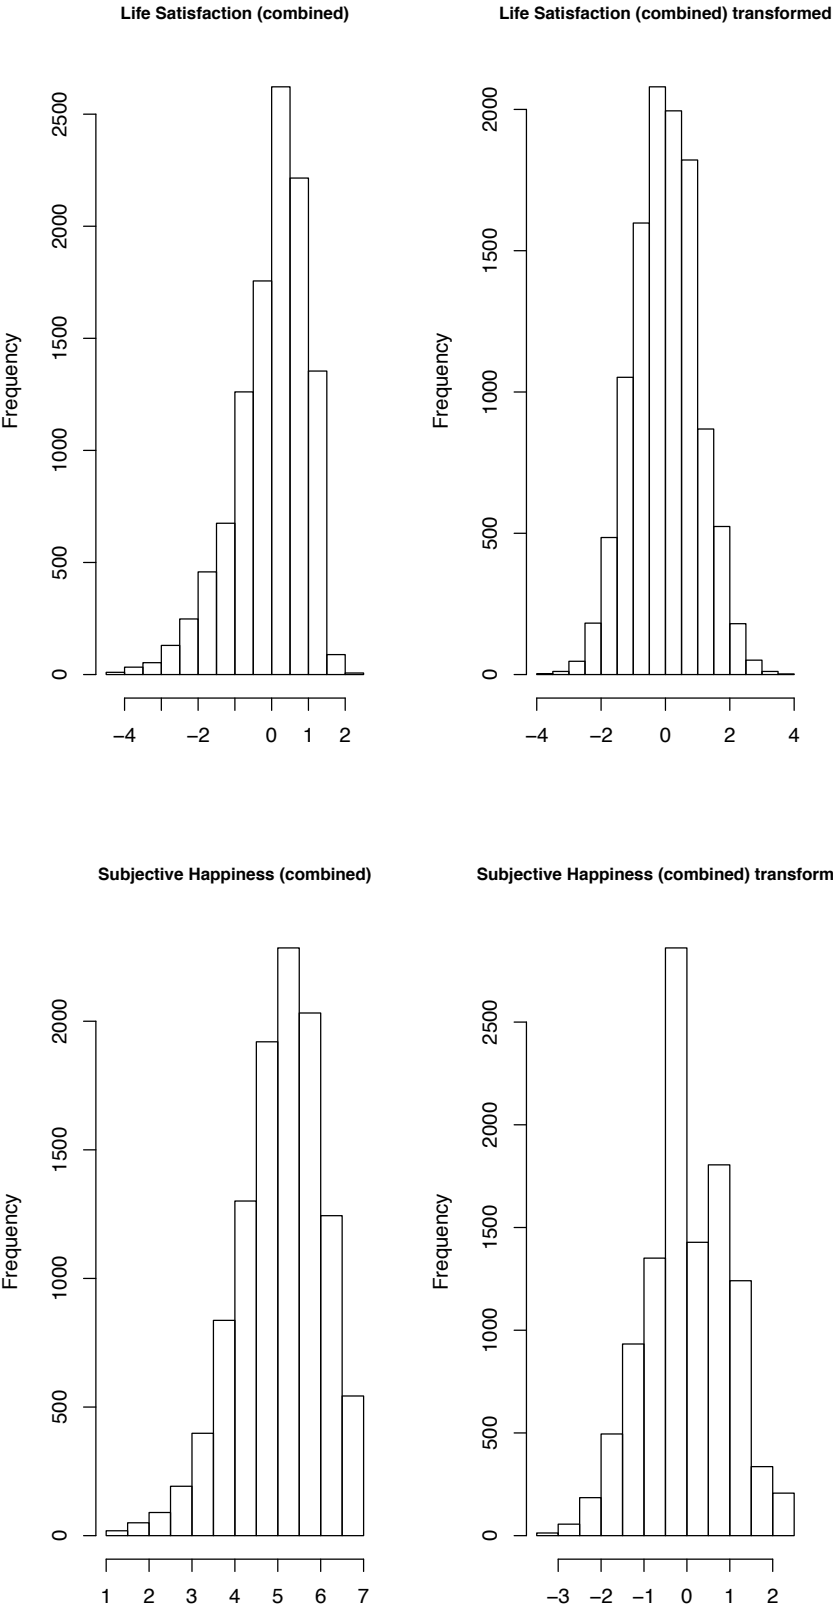 Life Satisfaction (combined)
Life Satisfaction (combined) transformed
Frequency
0 500 1000 1500 2000 2500
−4 −2 0 1 2
Frequency
0 500 1000 1500 2000
−4 −2 0 2 4
Subjective Happiness (combined)
Subjective Happiness (combined) transform
Frequency
0 500 1000 1500 2000
1 2 3 4 5 6 7
Frequency
0 500 1000 1500 2000 2500
−3 −2 −1 0 1 2